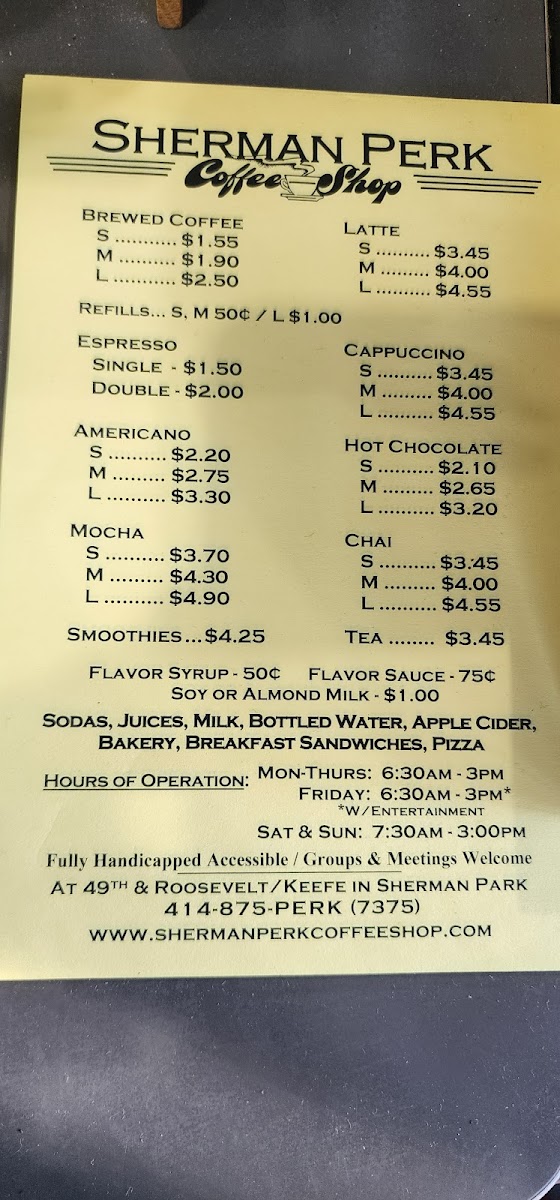 SHERMAN PERK
Coffee Shop
BREWED COFFEE
S ........... $1.55
M .......... $1.90
L ............ $2.50
REFILLS... S, M 50¢ / L $1.00
ESPRESSO
SINGLE - $1.50
DOUBLE - $2.00
AMERICANO
S .......... $2.20
M ......... $2.75
L .......... $3.30
MOCHA
S .......... $3.70
M ......... $4.30
L .......... $4.90
SMOOTHIES...$4.25
LATTE
S .......... $3.45
M ......... $4.00
L .......... $4.55
CAPPUCCINO
S .......... $3.45
M ......... $4.00
L .......... $4.55
HOT CHOCOLATE
S .......... $2.10
M ......... $2.65
L .......... $3.20
CHAI
S .......... $3.45
M ......... $4.00
L .......... $4.55
TEA ........ $3.45
FLAVOR SYRUP - 50¢ FLAVOR SAUCE - 75¢
SOY OR ALMOND MILK - $1.00
SODAS, JUICES, MILK, BOTTLED WATER, APPLE CIDER,
BAKERY, BREAKFAST SANDWICHES, PIZZA
HOURS OF OPERATION: MON-THURS: 6:30AM - 3PM
FRIDAY: 6:30AM - 3PM*
*W/ENTERTAINMENT
SAT & SUN: 7:30AM - 3:00PM
Fully Handicapped Accessible / Groups & Meetings Welcome
AT 49TH & ROOSEVELT/KEEFE IN SHERMAN PARK
414-875-PERK (7375)
WWW.SHERMANPERKCOFFEESHOP.COM